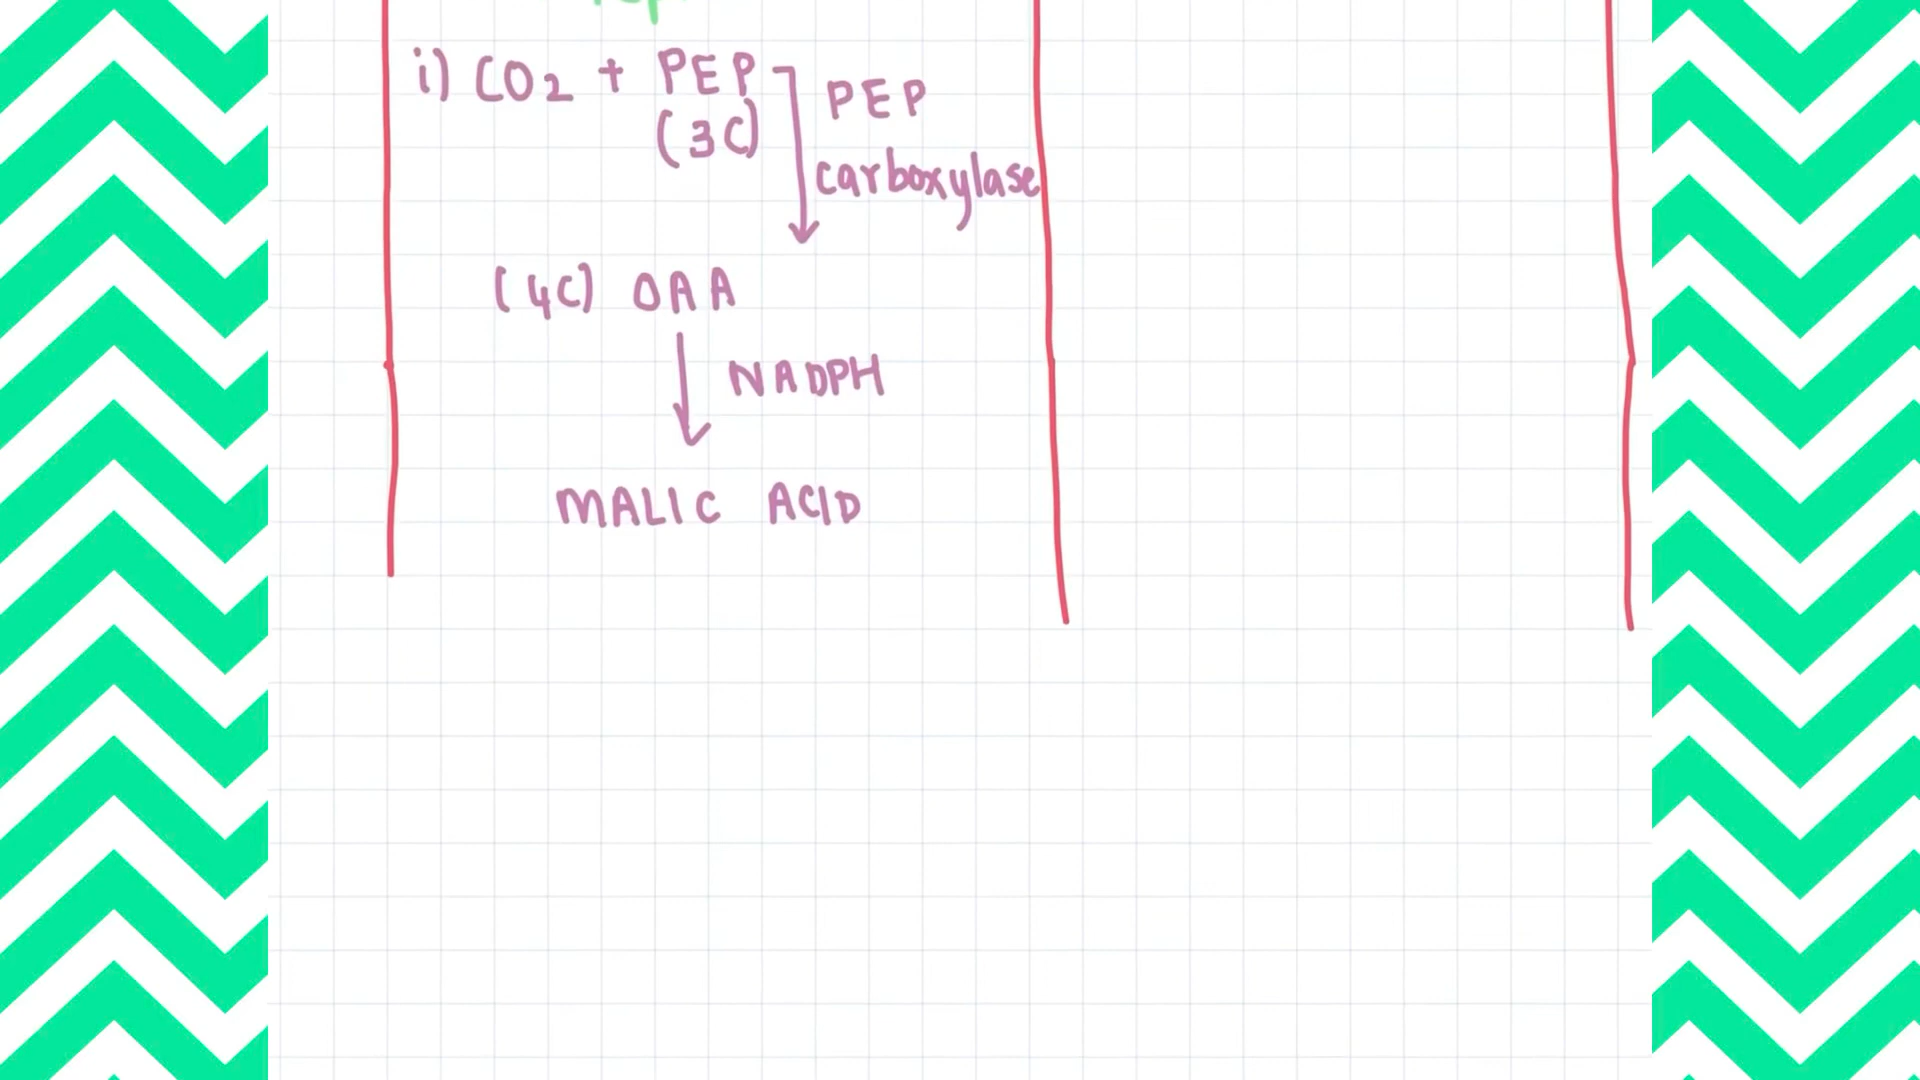 i) CO2 + PEP
(3C)
PEP
carboxylase
(4C) OAA
NADPH
MALIC ACID